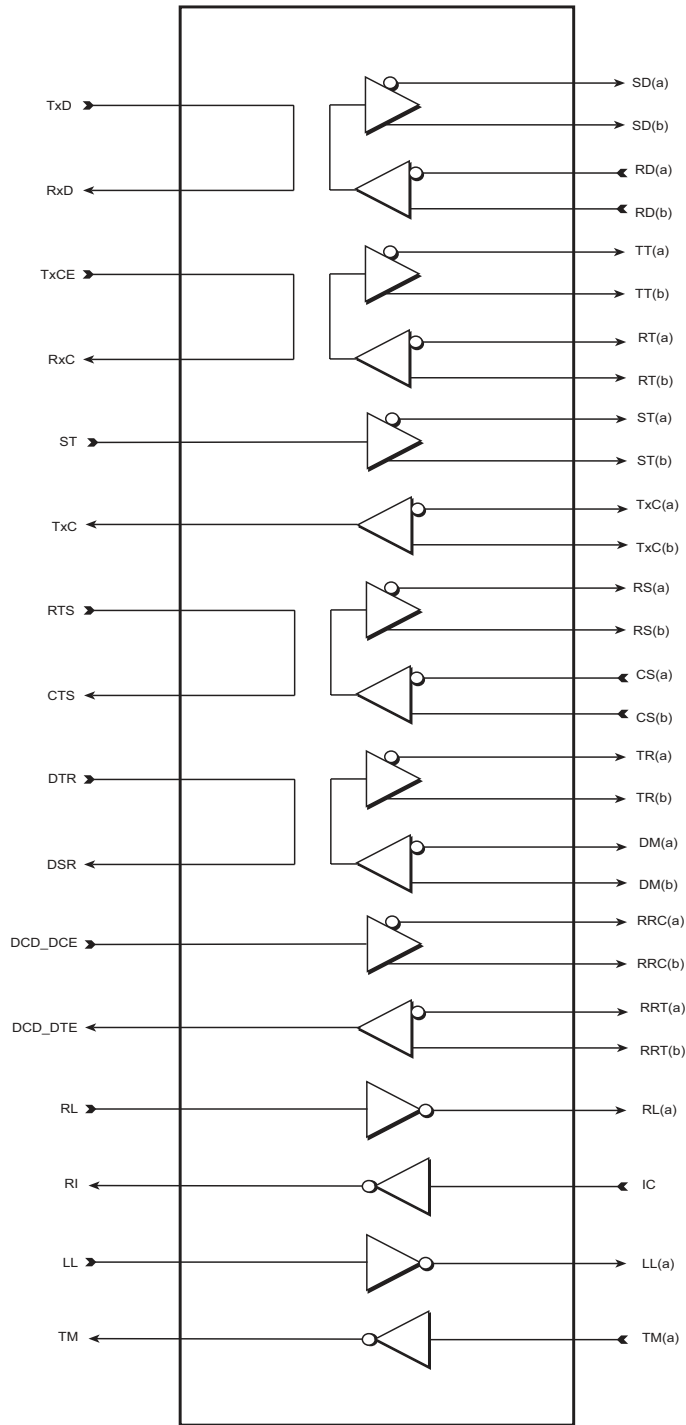 TxD
SD(a)
SD(b)
RxD
RD(a)
RD(b)
TxCE
TT(a)
TT(b)
RxC
RT(a)
RT(b)
ST
ST(a)
ST(b)
TxC
TxC(a)
TxC(b)
RTS
RS(a)
RS(b)
CTS
CS(a)
CS(b)
DTR
TR(a)
TR(b)
DSR
DM(a)
DM(b)
DCD_DCE
RRC(a)
RRC(b)
DCD_DTE
RRT(a)
RRT(b)
RL
RL(a)
RI
IC
LL
LL(a)
TM
TM(a)